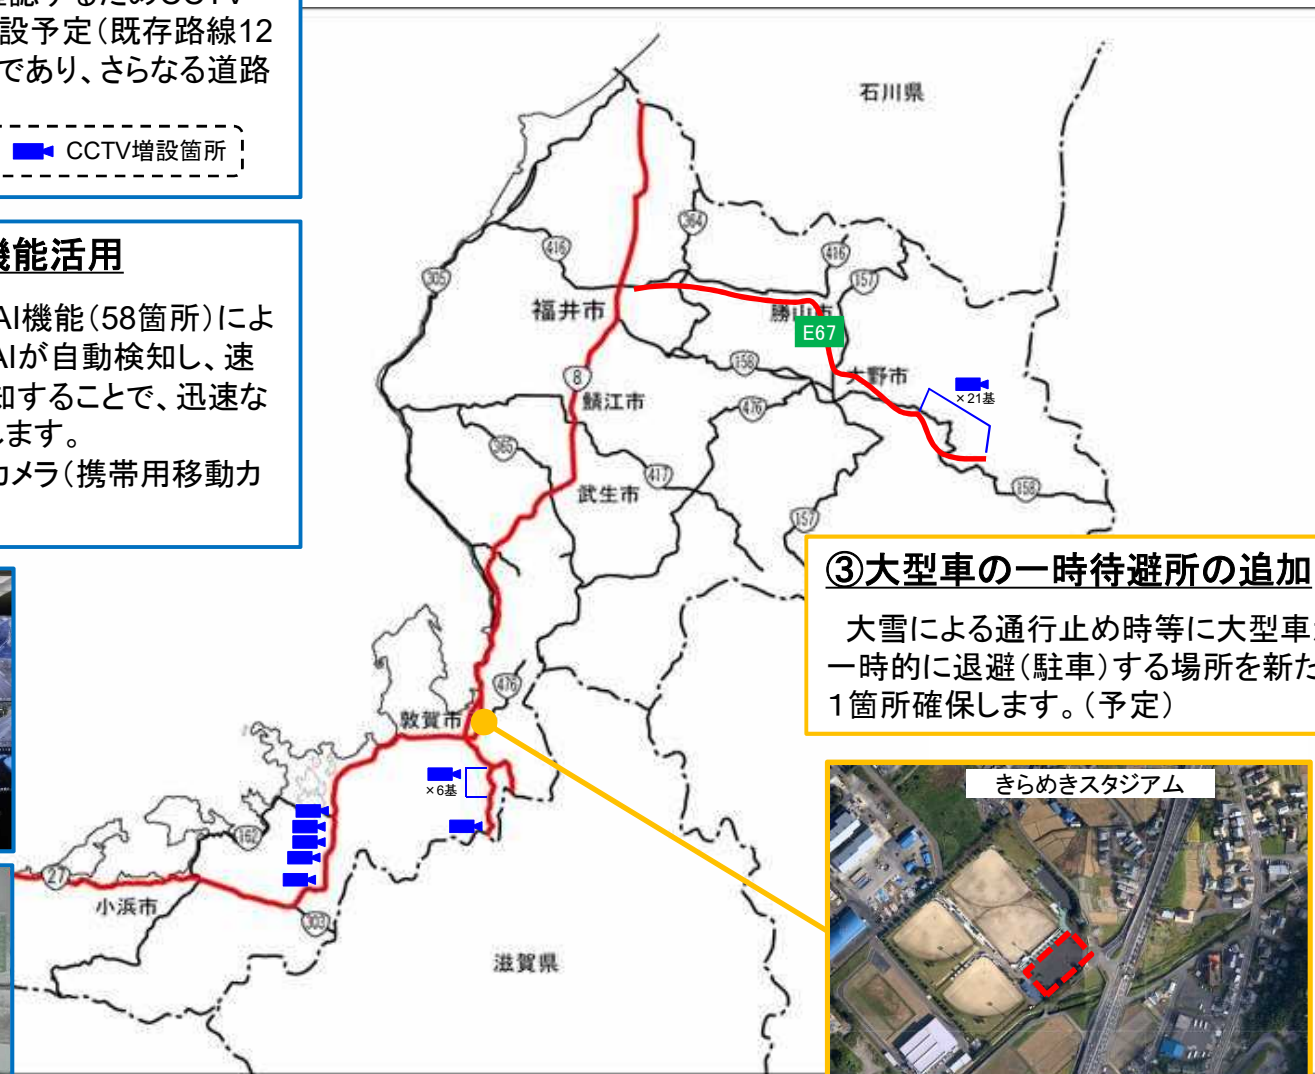 設予定(既存路線12
であり、さらなる道路
CCTV増設箇所
機能活用
AI機能(58箇所)によ
AIが自動検知し、速
知することで、迅速な
します。
カメラ(携帯用移動カ
石川県
364
416
416
305
157
福井市
勝山市
E67
158
8
大野市
×21基
鯖江市
476
365
417
武生市
158
157
③大型車の一時待避所の追加
大雪による通行止め時等に大型車
一時的に退避(駐車)する場所を新た
1箇所確保します。(予定)
476
敦賀市
×6基
きらめきスタジアム
162
27
小浜市
303
滋賀県